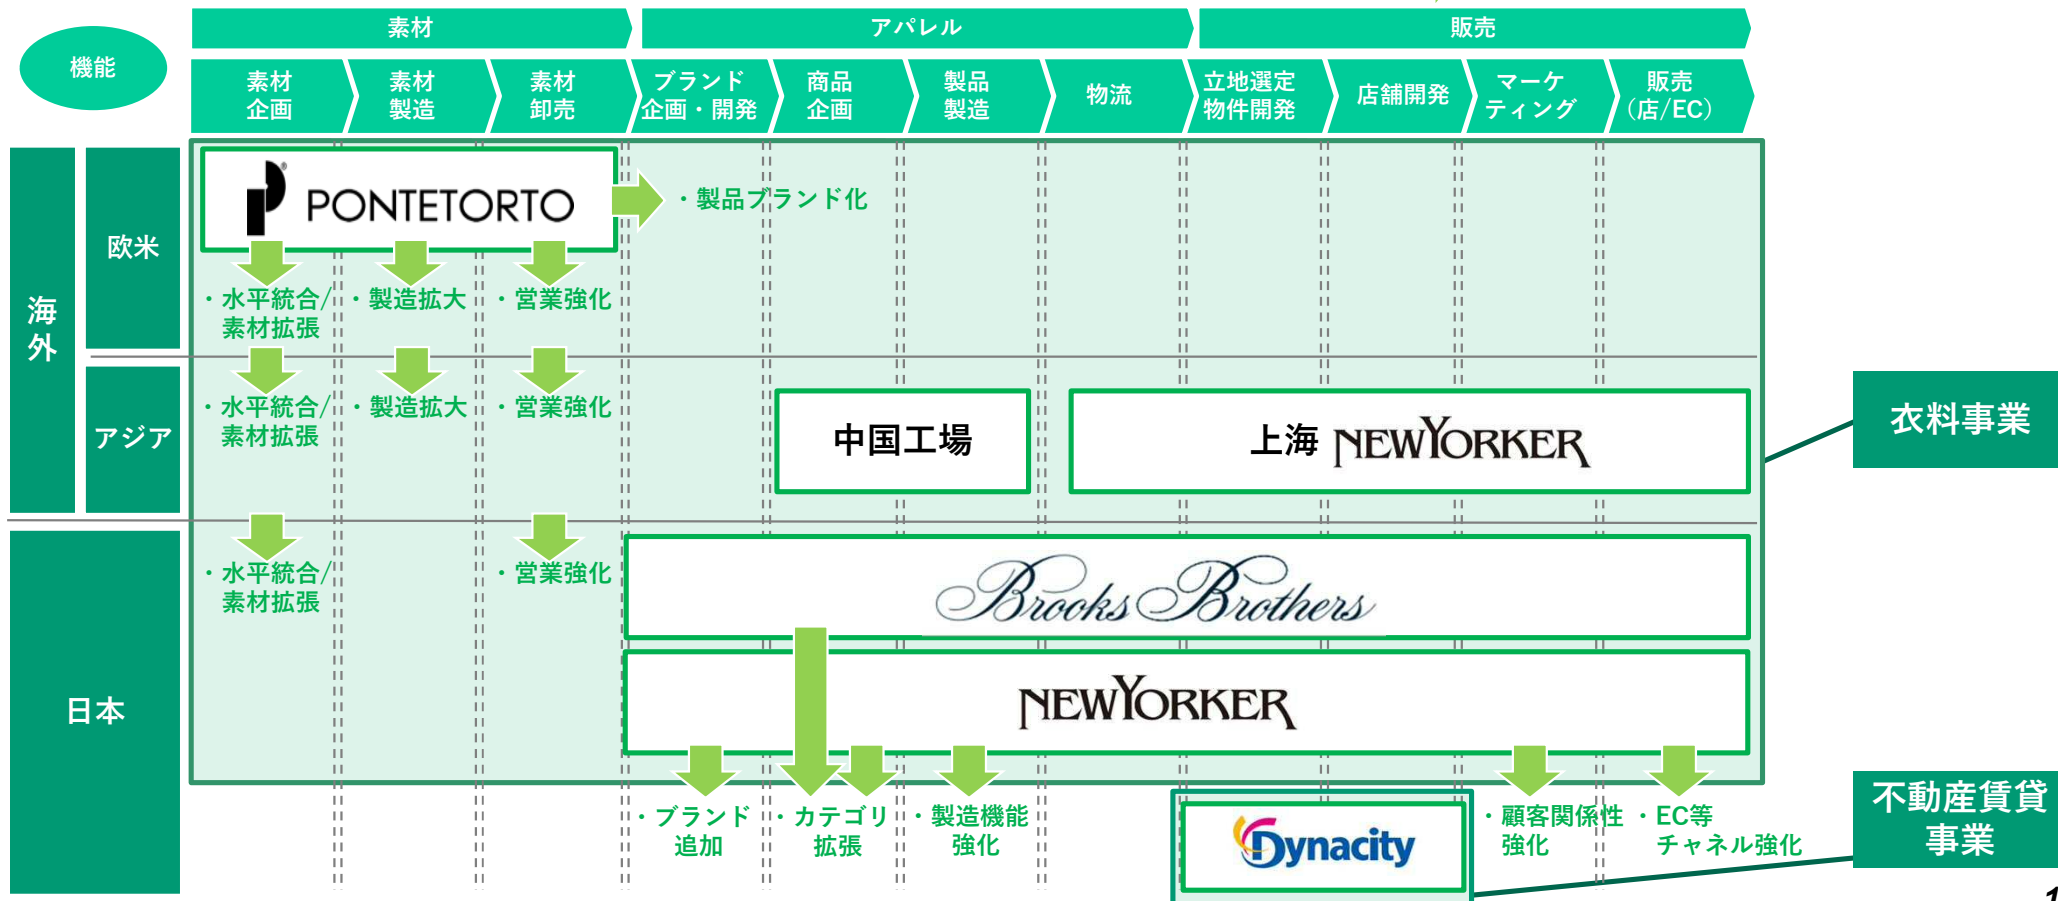 機能
素材
アパレル
販売
素材
企画
素材
製造
素材
卸売
ブランド
企画・開発
商品
企画
製品
製造
物流
立地選定
物件開発
店舗開発
マーケ
ティング
販売
（店/EC）
海外
欧米
PONTETORTO
・製品ブランド化
・水平統合/
素材拡張
・製造拡大
・営業強化
アジア
・水平統合/
素材拡張
・製造拡大
・営業強化
中国工場
上海 NEWYORKER
衣料事業
日本
・水平統合/
素材拡張
・営業強化
Brooks Brothers
NEWYORKER
・ブランド
追加
・カテゴリ
拡張
・製造機能
強化
Dynacity
・顧客関係性
強化
・EC等
チャネル強化
不動産賃貸
事業